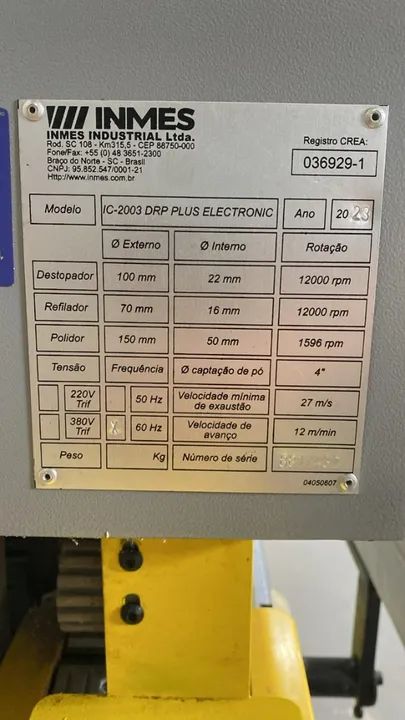 INMES
INMES INDUSTRIAL Ltda.
Rod. SC 108 - Km315,5 - CEP 88750-000
Fone/Fax: +55 (0) 48 3651-2300
Braço do Norte - SC - Brasil
CNPJ: 95.852.547/0001-21
Http://www.inmes.com.br
Registro CREA:
036929-1
Modelo IC-2003 DRP PLUS ELECTRONIC Ano 2023
Ø Externo Ø Interno Rotação
Destopador 100 mm 22 mm 12000 rpm
Refilador 70 mm 16 mm 12000 rpm
Polidor 150 mm 50 mm 1596 rpm
Tensão Frequência Ø captação de pó 4"
220V Trif 50 Hz Velocidade mínima de exaustão 27 m/s
380V Trif X 60 Hz Velocidade de avanço 12 m/min
Peso Kg Número de série
04050607